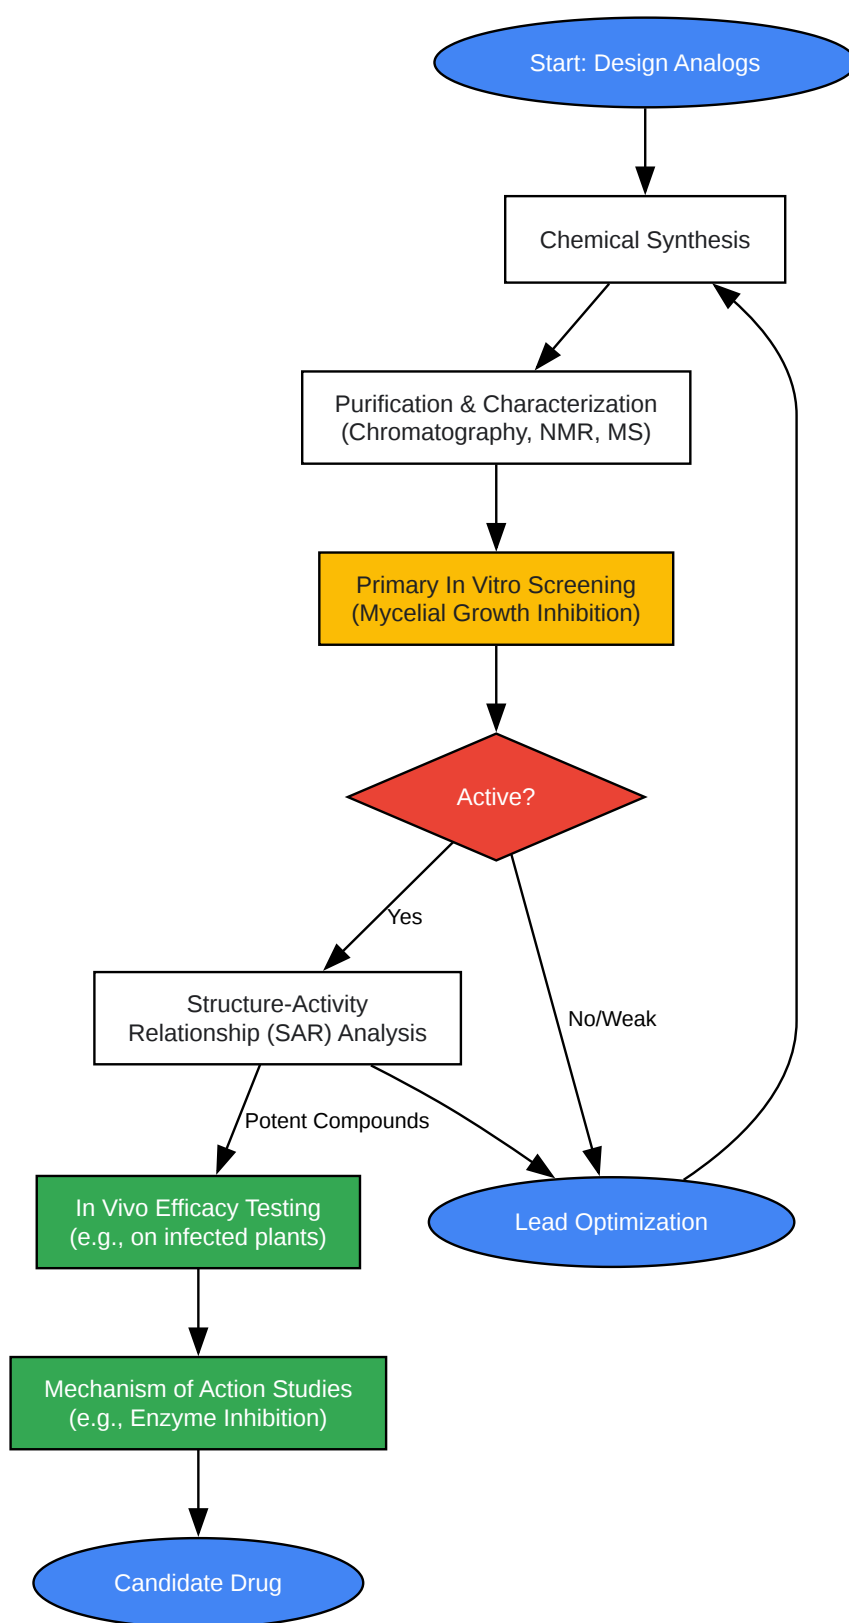 Start: Design Analogs
Chemical Synthesis
Purification & Characterization
(Chromatography, NMR, MS)
Primary In Vitro Screening
(Mycelial Growth Inhibition)
Active?
Yes
Structure-Activity
Relationship (SAR) Analysis
No/Weak
Potent Compounds
In Vivo Efficacy Testing
(e.g., on infected plants)
Lead Optimization
Mechanism of Action Studies
(e.g., Enzyme Inhibition)
Candidate Drug